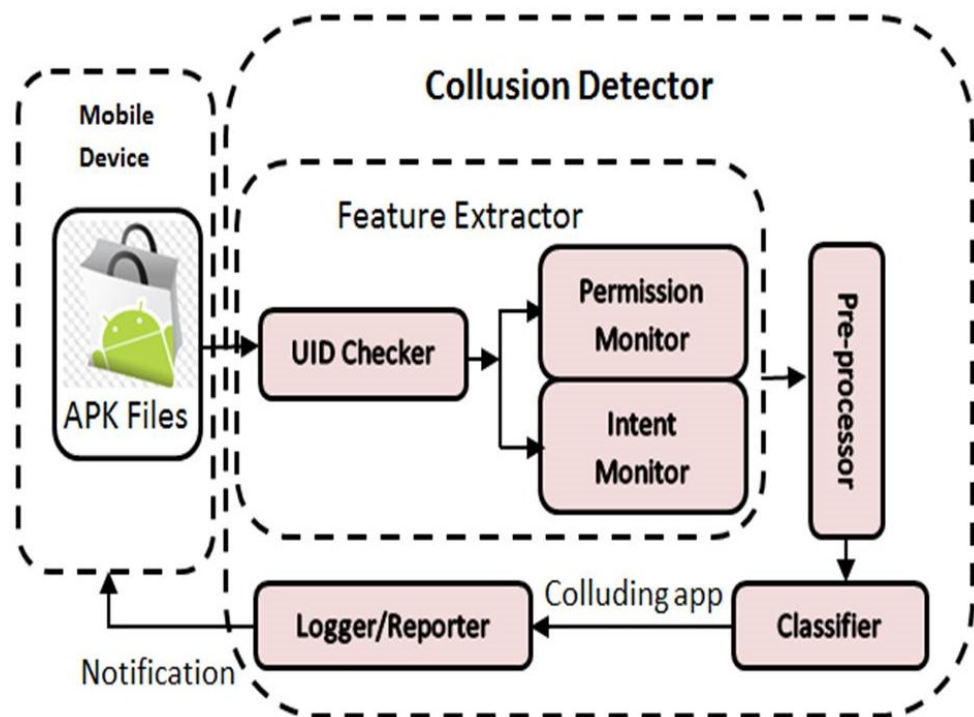 Collusion Detector
Mobile
Device
Feature Extractor
APK Files
UID Checker
Permission
Monitor
Intent
Monitor
Pre-processor
Classifier
Colluding app
Logger/Reporter
Notification